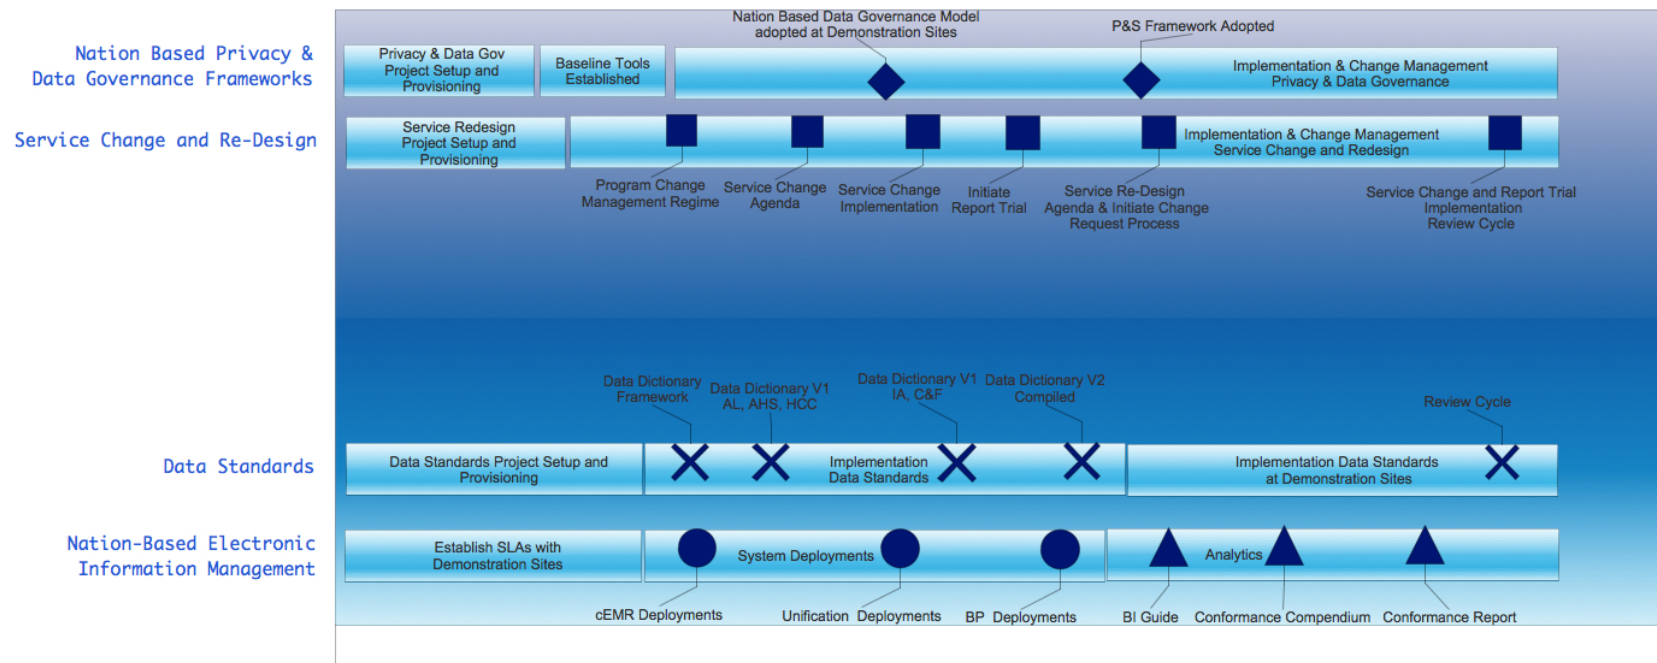 Nation Based Privacy &
Data Governance Frameworks
Nation Based Data Governance Model
adopted at Demonstration Sites
P&S Framework Adopted
Privacy & Data Gov
Project Setup and
Provisioning
Baseline Tools
Established
Implementation & Change Management
Privacy & Data Governance
Service Change and Re-Design
Service Redesign
Project Setup and
Provisioning
Implementation & Change Management
Service Change and Redesign
Program Change
Management Regime
Service Change
Agenda
Service Change
Implementation
Initiate
Report Trial
Service Re-Design
Agenda & Initiate Change
Request Process
Service Change and Report Trial
Implementation
Review Cycle
Data Dictionary
Framework
Data Dictionary V1
AL, AHS, HCC
Data Dictionary V1
IA, C&F
Data Dictionary V2
Compiled
Review Cycle
Data Standards
Data Standards Project Setup and
Provisioning
Implementation
Data Standards
Implementation Data Standards
at Demonstration Sites
Nation-Based Electronic
Information Management
Establish SLAs with
Demonstration Sites
System Deployments
Analytics
cEMR Deployments
Unification Deployments
BP Deployments
BI Guide
Conformance Compendium
Conformance Report